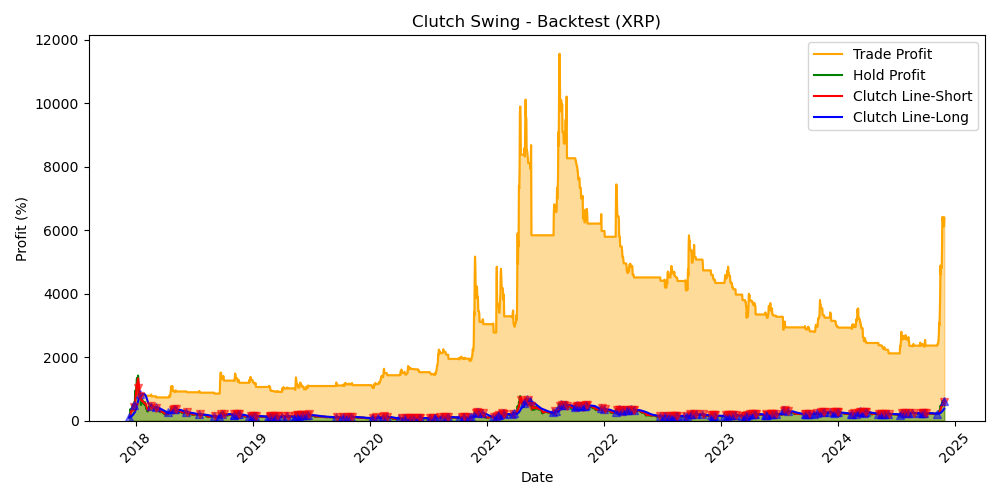 Clutch Swing - Backtest (XRP)
12000
10000
8000
6000
4000
2000
0
Profit (%)
Trade Profit
Hold Profit
Clutch Line-Short
Clutch Line-Long
2018
2019
2020
2021
2022
2023
2024
2025
Date